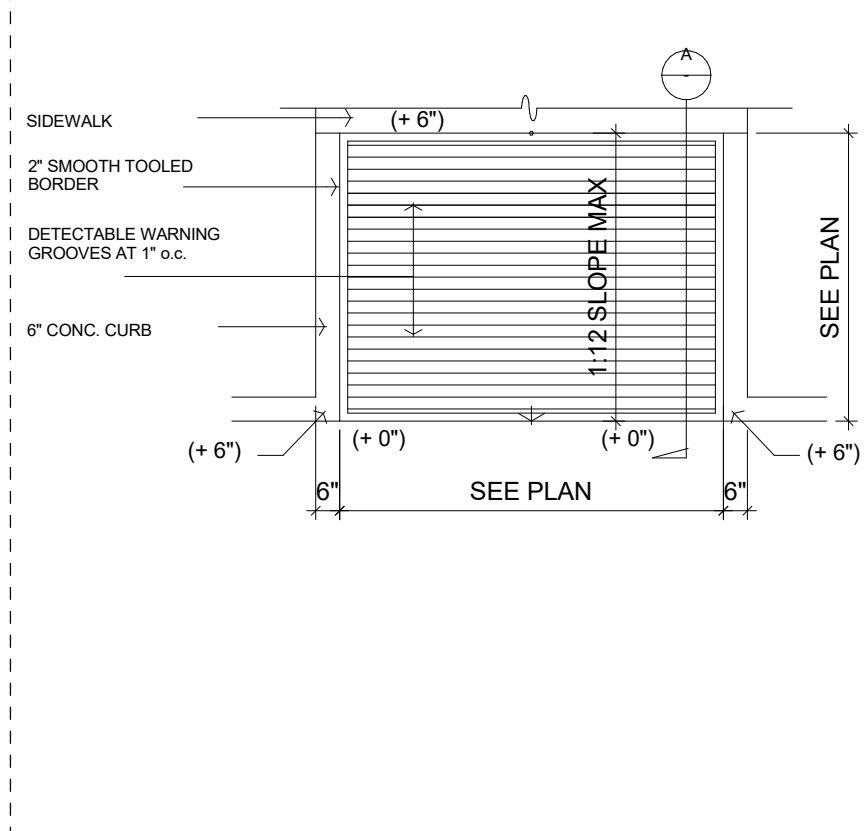 A
-
SIDEWALK
(+ 6")
2" SMOOTH TOOLED
BORDER
DETECTABLE WARNING
GROOVES AT 1" o.c.
1:12 SLOPE MAX
SEE PLAN
6" CONC. CURB
(+ 6")
(+ 0")
(+ 0")
(+ 6")
6"
SEE PLAN
6"